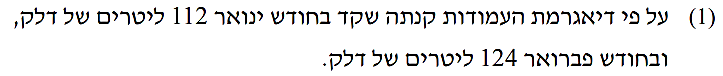 (1) על פי דיאגרמת העמודות קנתה שקד בחודש ינואר 112 ליטרים של דלק,
ובחודש פברואר 124 ליטרים של דלק.